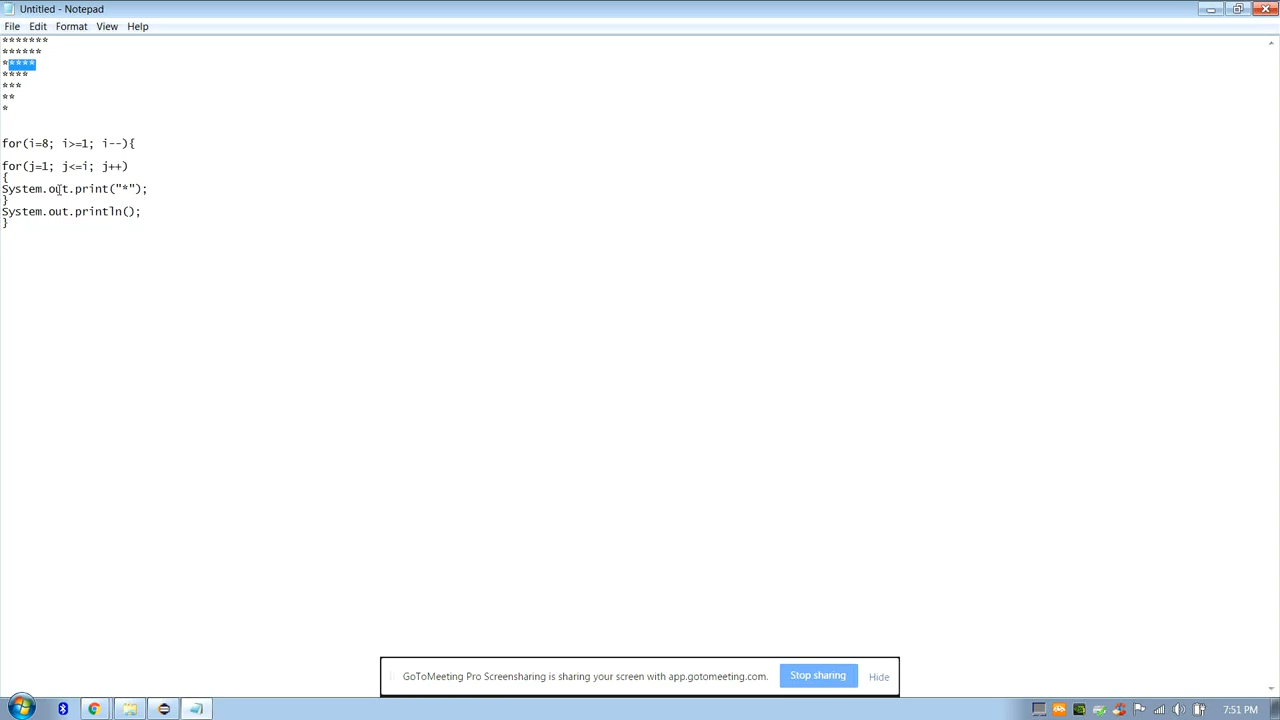 Untitled - Notepad
File Edit Format View Help
*******
******
*****
****
***
**
*
for(i=8; i>=1; i--){
for(j=1; j<=i; j++)
{
System.out.print("*");
}
System.out.println();
}
GoToMeeting Pro Screensharing is sharing your screen with app.gotomeeting.com. Stop sharing Hide
7:51 PM